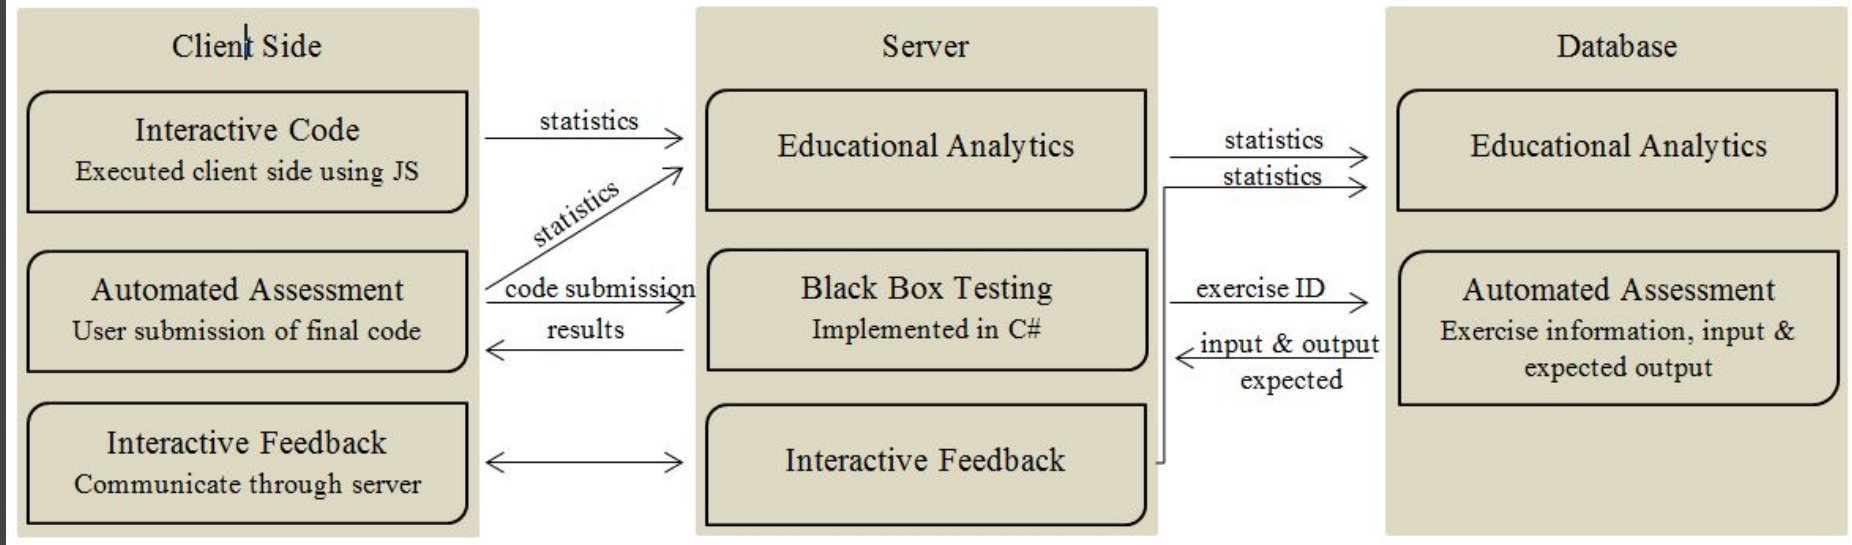 Client Side
Interactive Code
Executed client side using JS
Automated Assessment
User submission of final code
Interactive Feedback
Communicate through server
statistics
statistics
code submission
results
Server
Educational Analytics
Black Box Testing
Implemented in C#
Interactive Feedback
statistics
statistics
exercise ID
input & output
expected
Database
Educational Analytics
Automated Assessment
Exercise information, input &
expected output